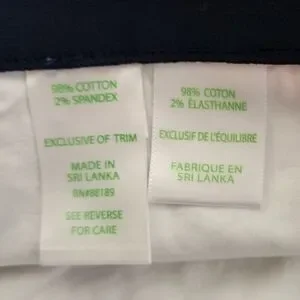 98% COTTON
2% SPANDEX
EXCLUSIVE OF TRIM
MADE IN
SRI LANKA
RN#88189
SEE REVERSE
FOR CARE
98% COTON
2% ÉLASTHANNE
EXCLUSIF DE L'ÉQUILIBRE
FABRIQUE EN
SRI LANKA